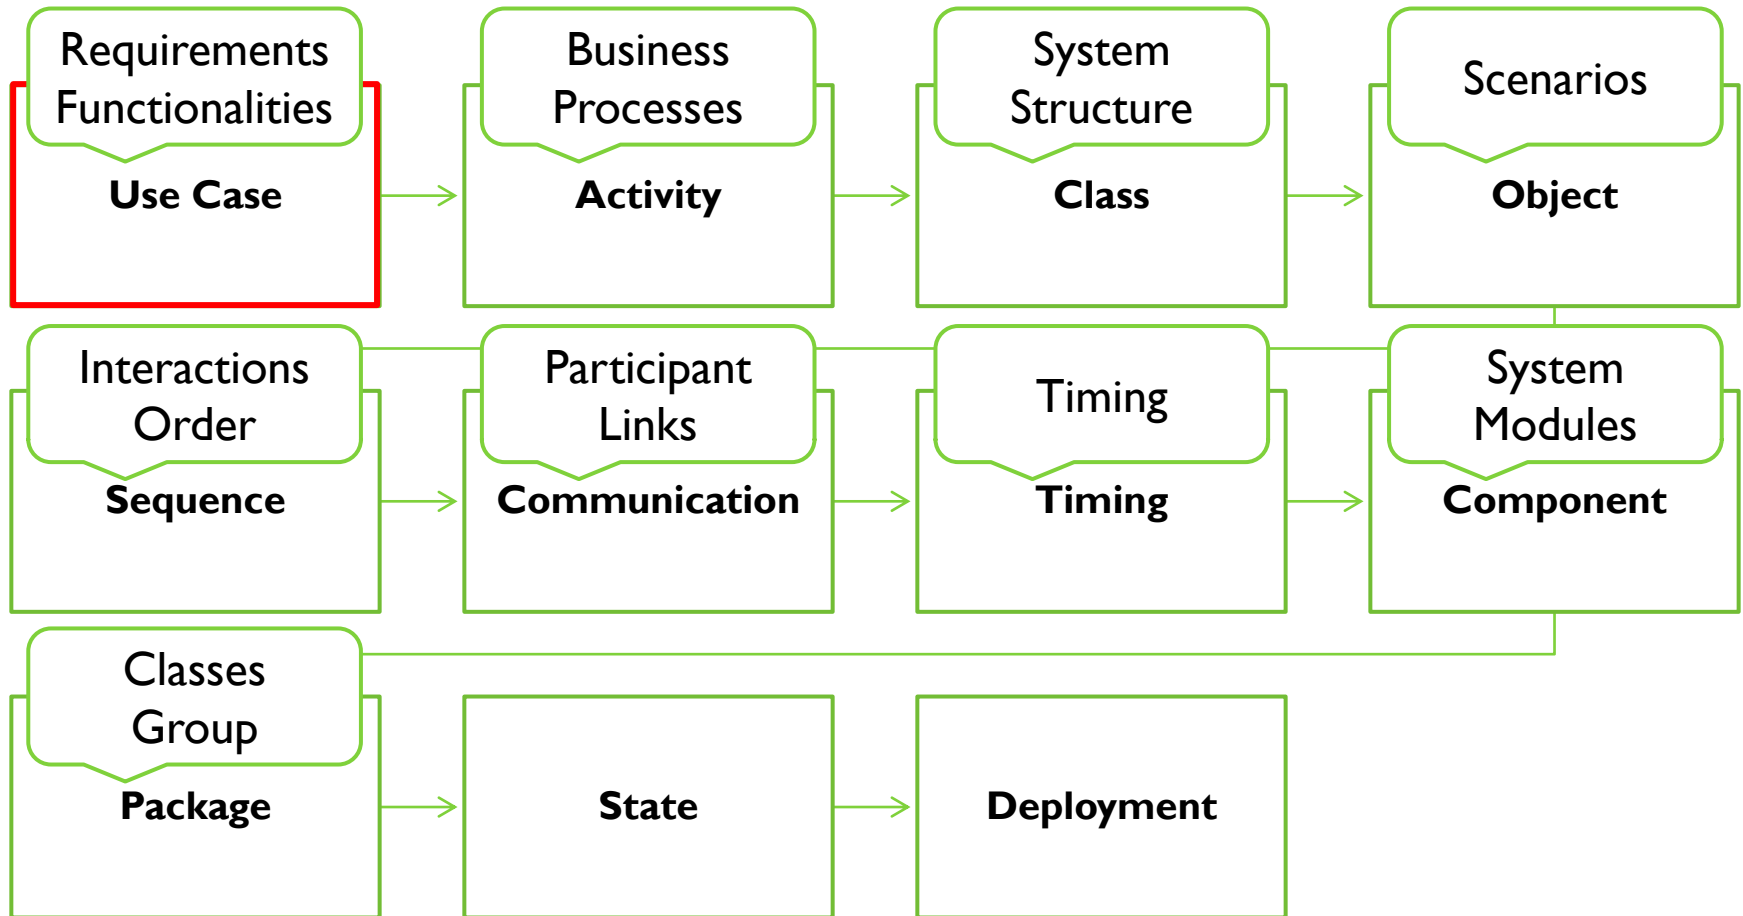 Requirements
Functionalities
Use Case
Business
Processes
Activity
System
Structure
Class
Scenarios
Object
Interactions
Order
Sequence
Participant
Links
Communication
Timing
Timing
System
Modules
Component
Classes
Group
Package
State
Deployment